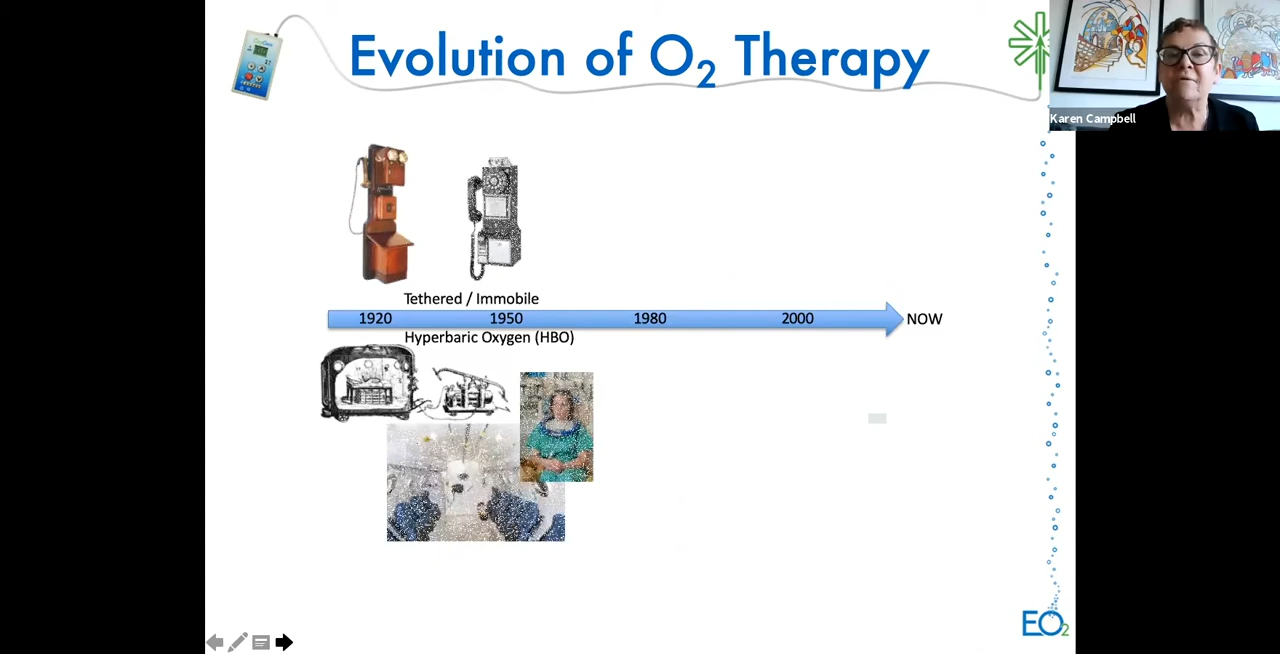 Evolution of O₂ Therapy
Karen Campbell
Tethered / Immobile
1920 1950 1980 2000 NOW
Hyperbaric Oxygen (HBO)
EO₂